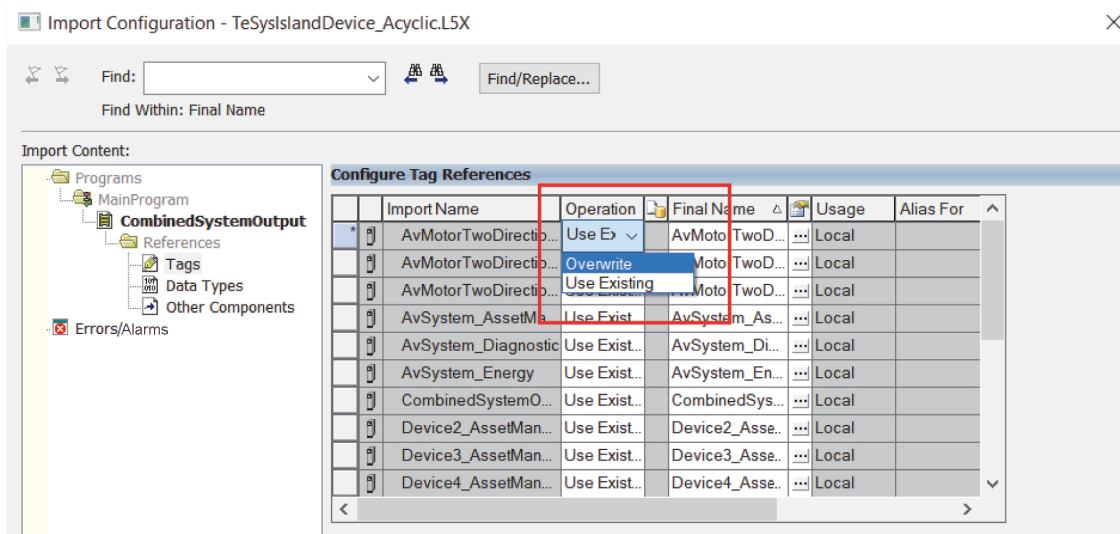 Import Configuration - TeSysIslandDevice_Acyclic.L5X
Find:
Find/Replace...
Find Within: Final Name
Import Content:
Programs
MainProgram
CombinedSystemOutput
References
Tags
Data Types
Other Components
Errors/Alarms
Configure Tag References
Import Name Operation Final Name Usage Alias For
AvMotorTwoDirectio... Use Ex AvMotorTwoD... Local
AvMotorTwoDirectio... Overwrite MotorTwoD... Local
AvMotorTwoDirectio... Use Existing MotorTwoD... Local
AvSystem_AssetMa... Use Exist... AvSystem_As... Local
AvSystem_Diagnostic Use Exist... AvSystem_Di... Local
AvSystem_Energy Use Exist... AvSystem_En... Local
CombinedSystemO... Use Exist... CombinedSys... Local
Device2_AssetMan... Use Exist... Device2_Asse... Local
Device3_AssetMan... Use Exist... Device3_Asse... Local
Device4_AssetMan... Use Exist... Device4_Asse... Local